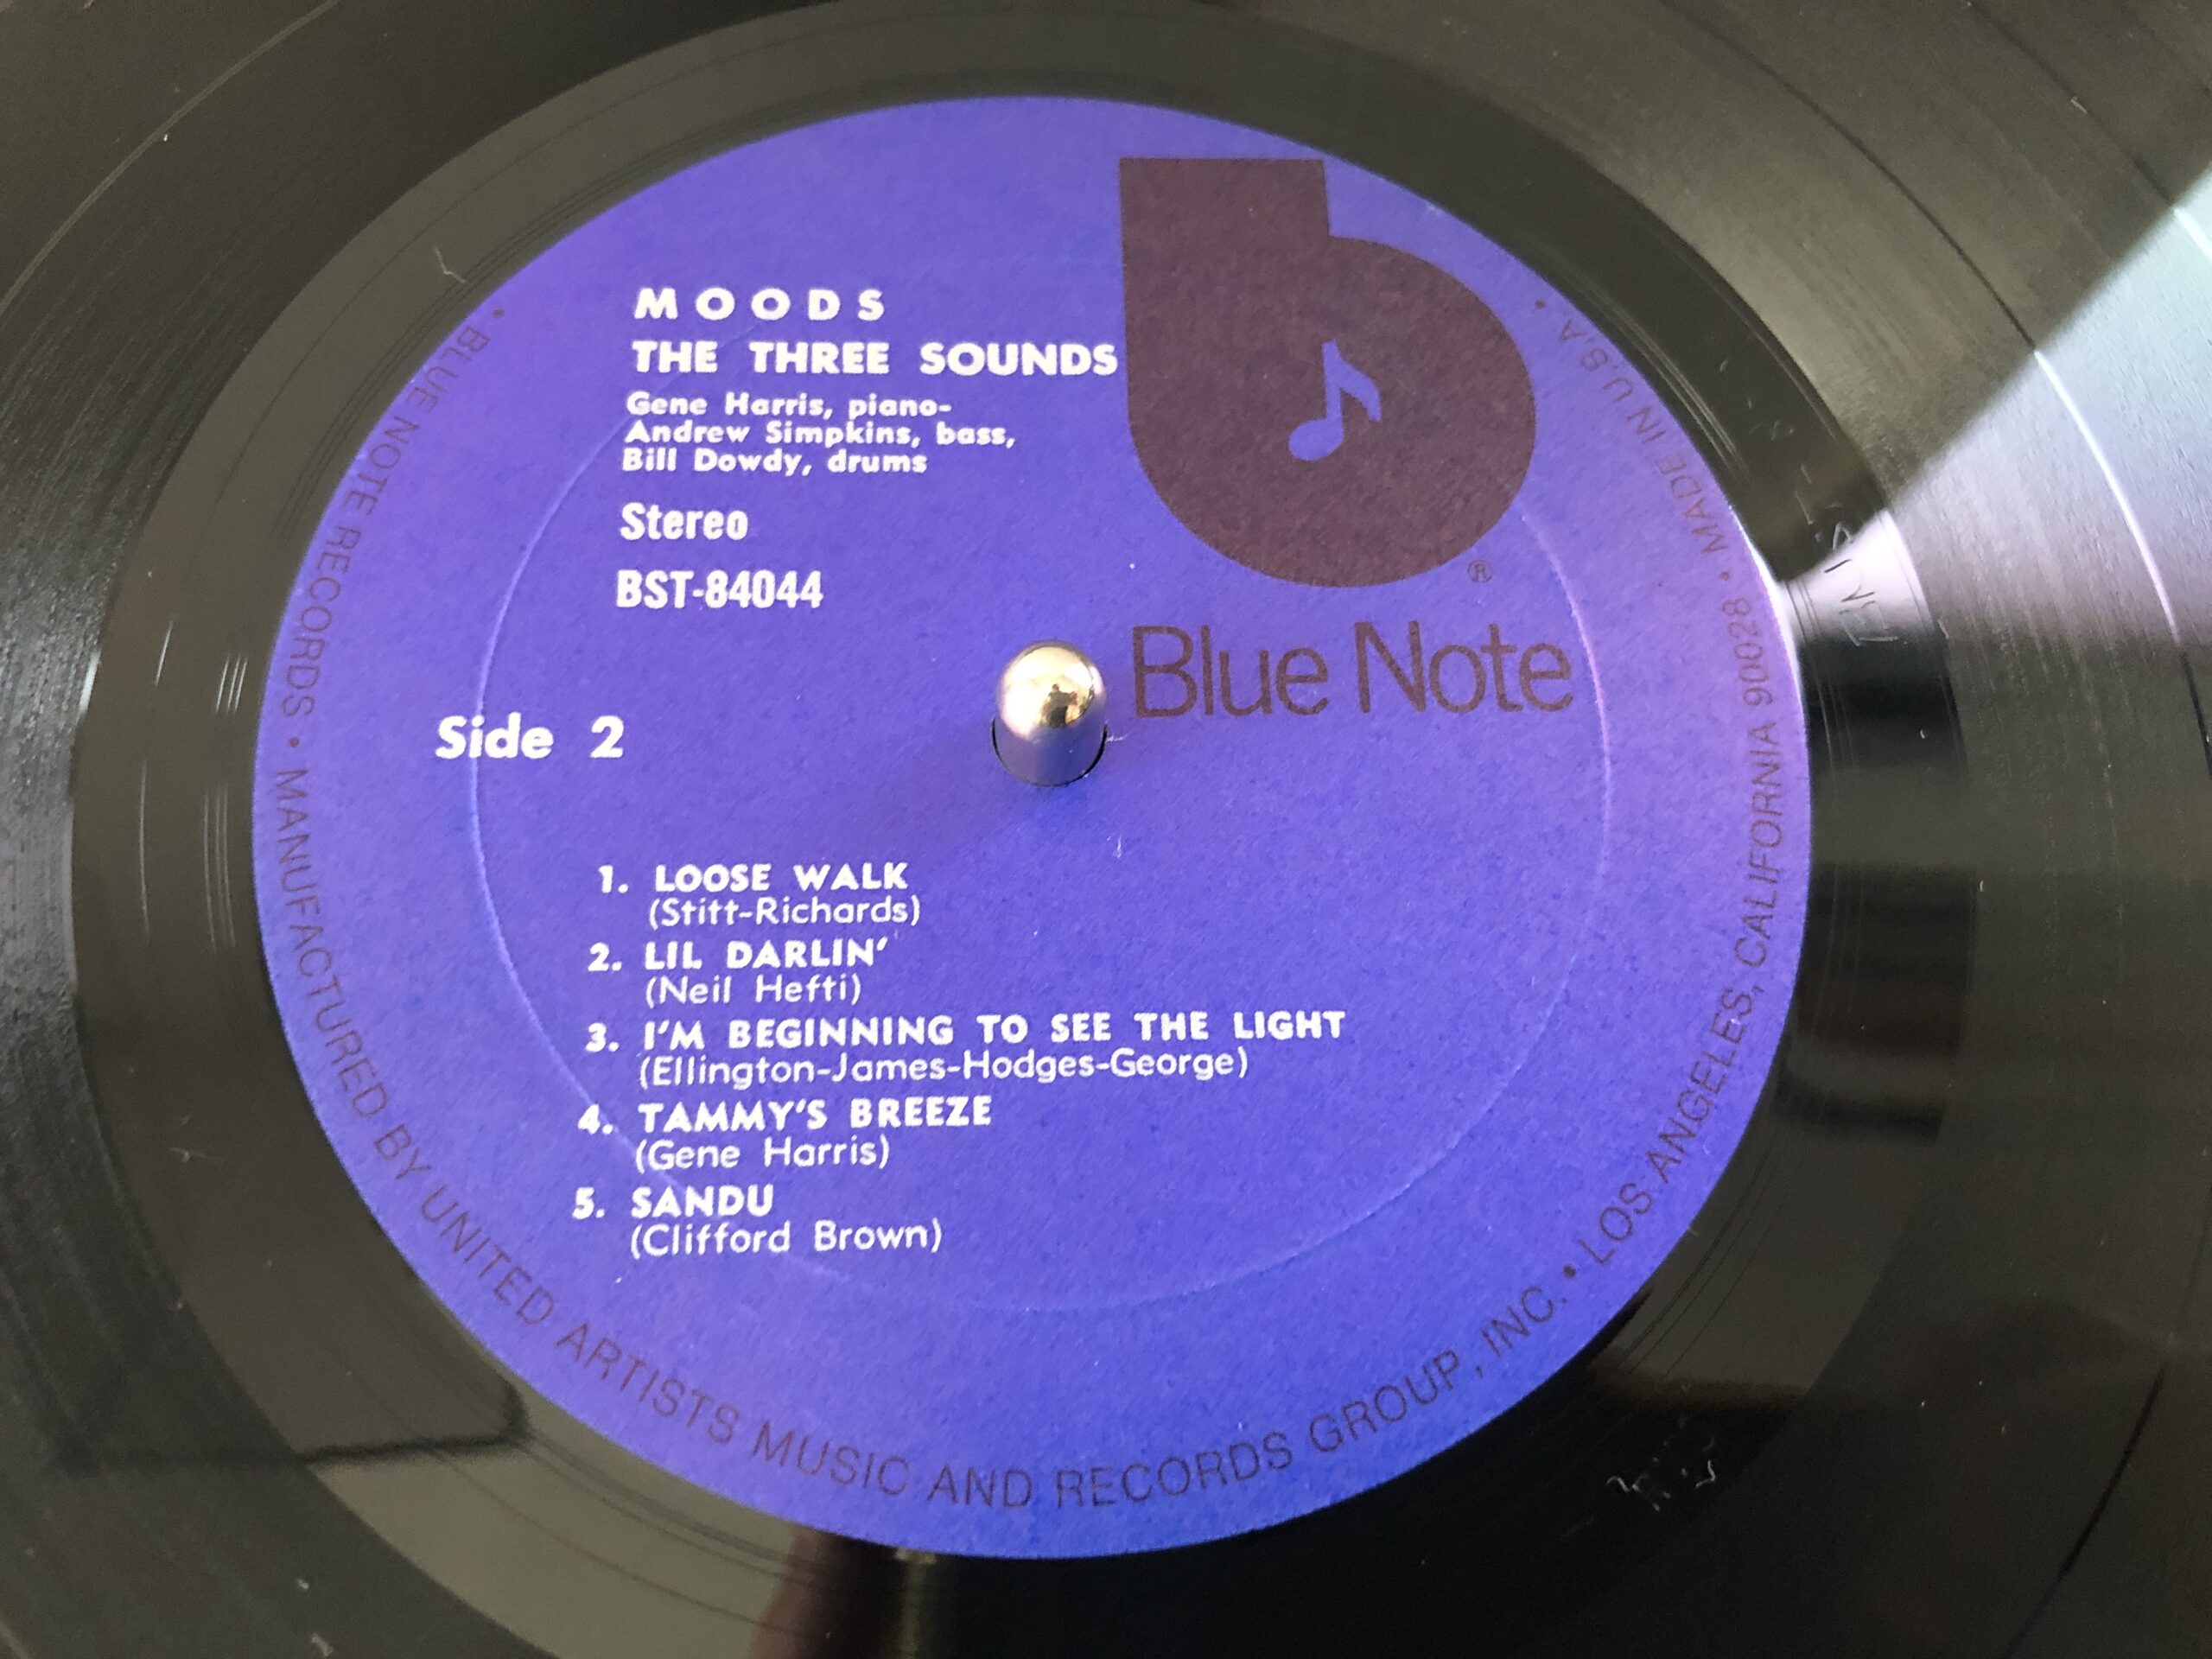 MOODS
THE THREE SOUNDS
Gene Harris, piano-
Andrew Simpkins, bass,
Bill Dowdy, drums
Stereo
BST-84044
®
Blue Note
Side 2
1. LOOSE WALK
(Stitt-Richards)
2. LIL DARLIN'
(Neil Hefti)
3. I'M BEGINNING TO SEE THE LIGHT
(Ellington-James-Hodges-George)
4. TAMMY'S BREEZE
(Gene Harris)
5. SANDU
(Clifford Brown)
• BLUE NOTE RECORDS • MANUFACTURED BY UNITED ARTISTS MUSIC AND RECORDS GROUP, INC. • LOS ANGELES, CALIFORNIA 90028 • MADE IN U.S.A. •